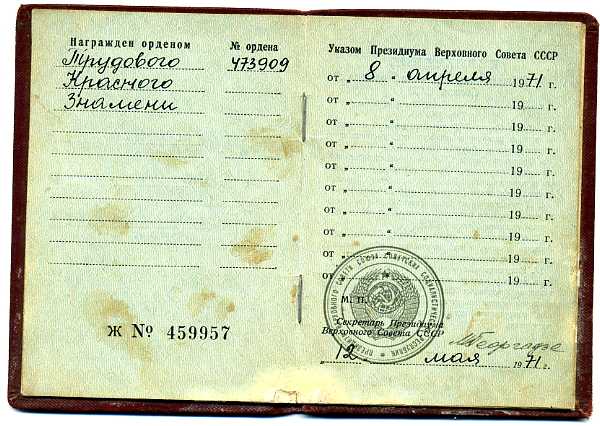 Награжден орденом
№ ордена
Трудового
473909
Красного
Знамени
Ж № 459957
Указом Президиума Верховного Совета СССР
от „ 8 “ апреля 1971 г.
от „ “ 19 г.
от „ “ 19 г.
от „ “ 19 г.
от „ “ 19 г.
от „ “ 19 г.
от „ “ 19 г.
от „ “ 19 г.
от „ “ 19 г.
от 19 г.
М. П.
Секретарь Президиума
Верховного Совета СССР
МГеоргадзе
„12 мая 1971 г.